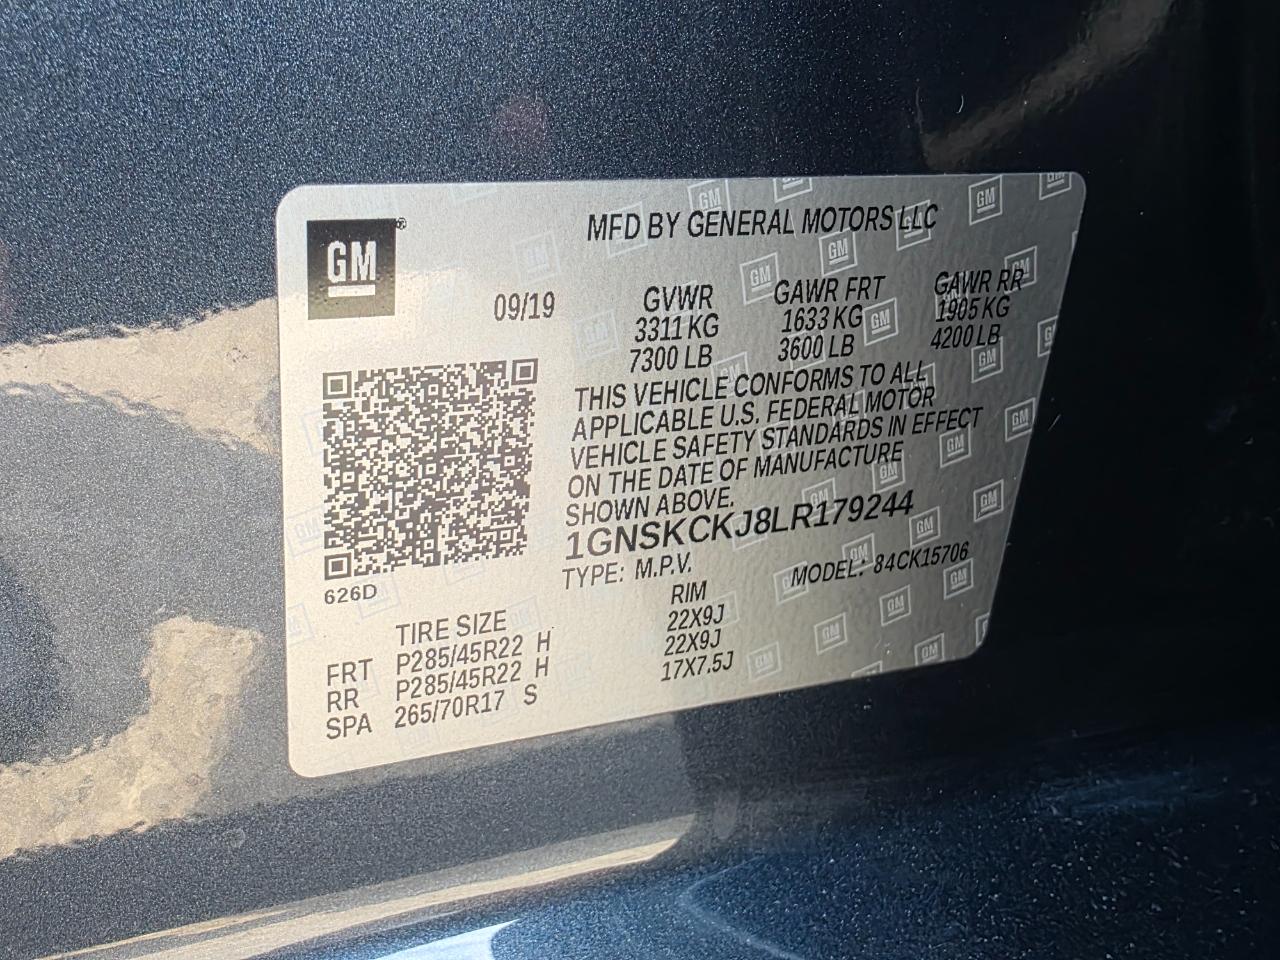 GM®
MFD BY GENERAL MOTORS LLC
09/19
GVWR GAWR FRT GAWR RR
3311 KG 1633 KG 1905 KG
7300 LB 3600 LB 4200 LB
THIS VEHICLE CONFORMS TO ALL
APPLICABLE U.S. FEDERAL MOTOR
VEHICLE SAFETY STANDARDS IN EFFECT
ON THE DATE OF MANUFACTURE
SHOWN ABOVE.
1GNSKCKJ8LR179244
TYPE: M.P.V. MODEL: 84CK15706
626D
TIRE SIZE RIM
FRT P285/45R22 H 22X9J
RR P285/45R22 H 22X9J
SPA 265/70R17 S 17X7.5J